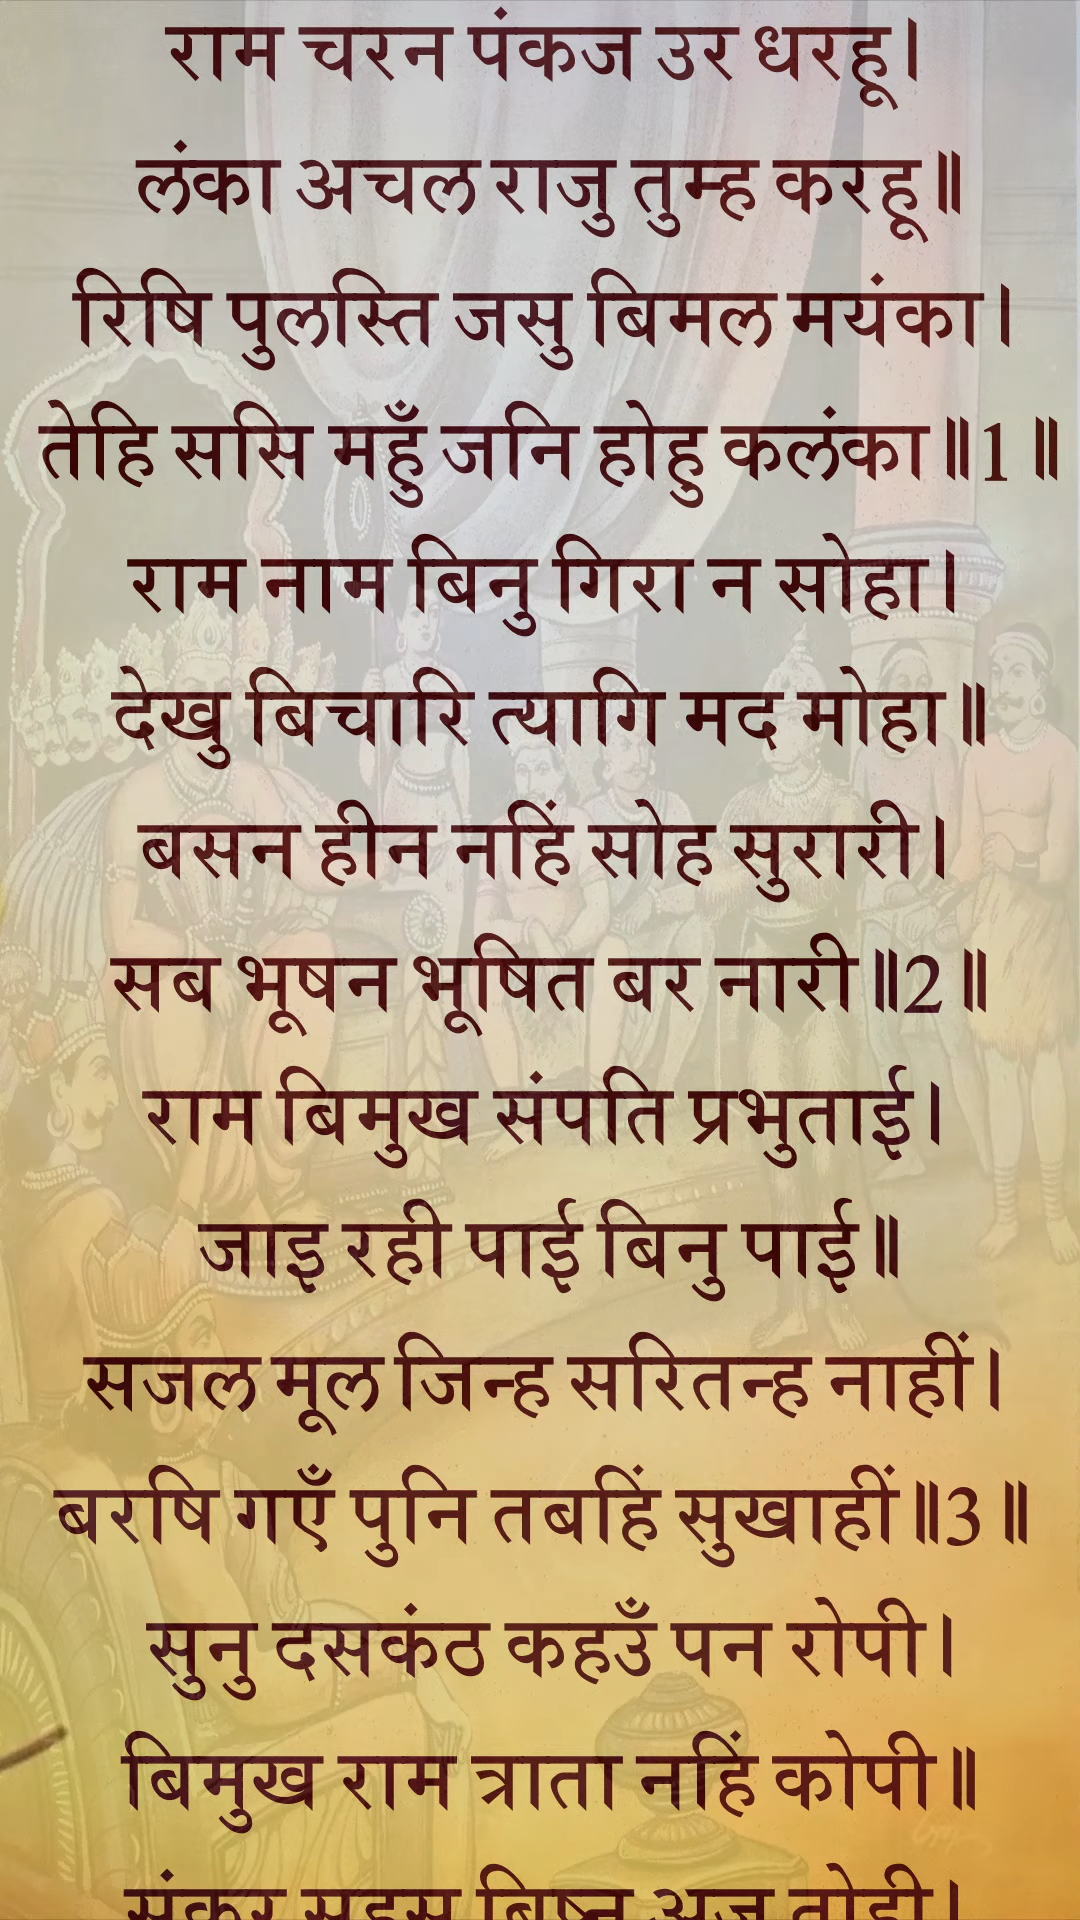 राम चरन पंकज उर धरहू।
लंका अचल राजु तुम्ह करहू॥
रिषि पुलस्ति जसु बिमल मयंका।
तेहि ससि महुँ जनि होहु कलंका॥1॥
राम नाम बिनु गिरा न सोहा।
देखु बिचारि त्यागि मद मोहा॥
बसन हीन नहिं सोह सुरारी।
सब भूषन भूषित बर नारी॥2॥
राम बिमुख संपति प्रभुताई।
जाइ रही पाई बिनु पाई॥
सजल मूल जिन्ह सरितन्ह नाहीं।
बरषि गएँ पुनि तबहिं सुखाहीं॥3॥
सुनु दसकंठ कहउँ पन रोपी।
बिमुख राम त्राता नहिं कोपी॥
संकर सहस बिष्नु अज तोही।